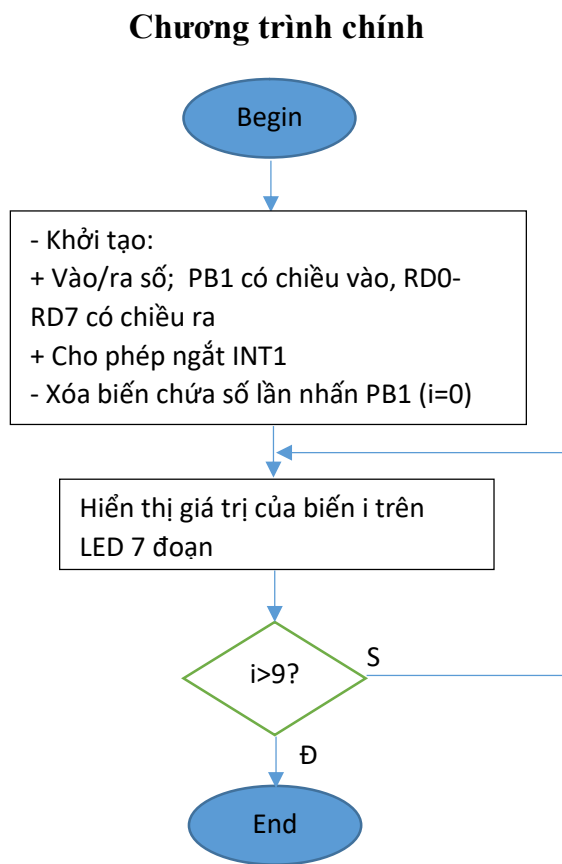 Chương trình chính
Begin
- Khởi tạo:
+ Vào/ra số;  PB1 có chiều vào, RD0-
RD7 có chiều ra
+ Cho phép ngắt INT1
- Xóa biến chứa số lần nhấn PB1 (i=0)
Hiển thị giá trị của biến i trên
LED 7 đoạn
i>9?
S
Đ
End